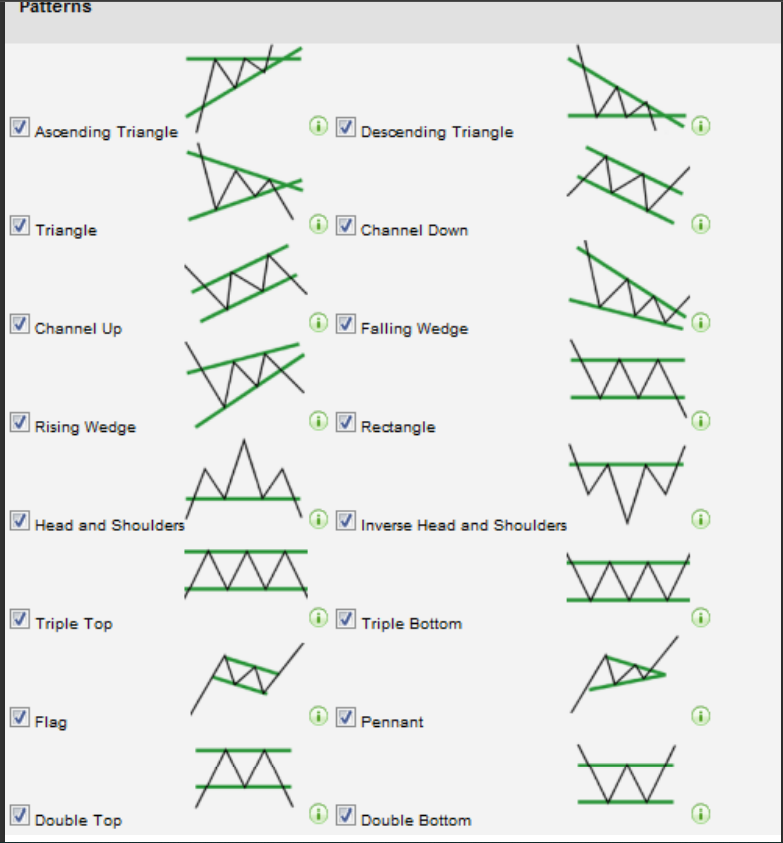 Patterns
Ascending Triangle
Descending Triangle
Triangle
Channel Down
Channel Up
Falling Wedge
Rising Wedge
Rectangle
Head and Shoulders
Inverse Head and Shoulders
Triple Top
Triple Bottom
Flag
Pennant
Double Top
Double Bottom